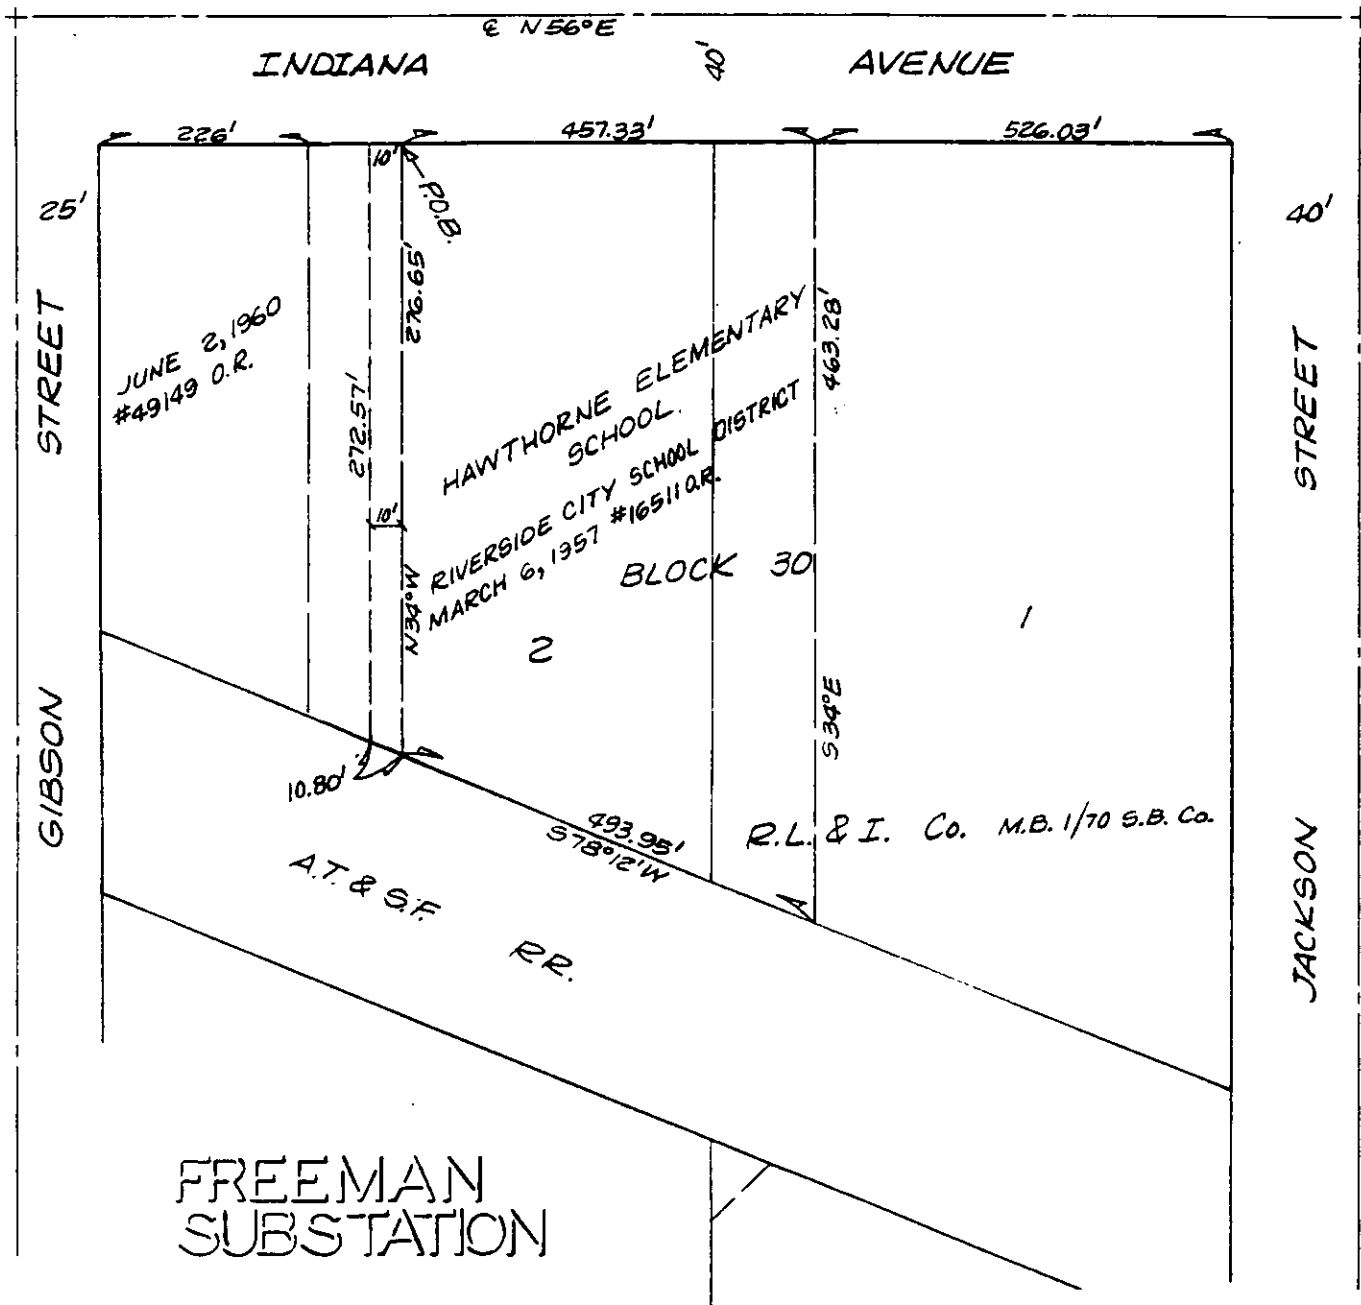 ℄ N56°E
INDIANA AVENUE
40'
226'
457.33'
526.03'
10'
P.O.B.
25'
40'
276.65'
JUNE 2, 1960
#49149 O.R.
STREET
GIBSON
272.57'
10'
N34°W
HAWTHORNE ELEMENTARY
SCHOOL
RIVERSIDE CITY SCHOOL DISTRICT
MARCH 6, 1957 #16511 O.R.
463.28'
BLOCK 30
2
1
S34°E
STREET
JACKSON
10.80'
493.95'
S78°12'W
R.L. & I. Co. M.B. 1/70 S.B. Co.
A.T. & S.F. RR.
FREEMAN
SUBSTATION